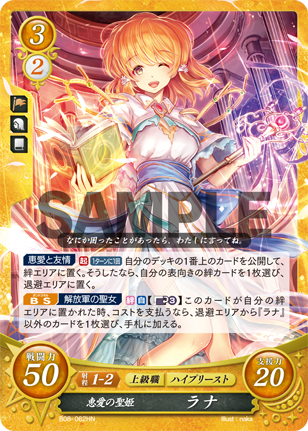 3
2
SAMPLE
なにか困ったことがあったら、わたしにいってね。
恵愛と友情 起 1ターンに1回 自分のデッキの1番上のカードを公開して、
絆エリアに置く。そうしたなら、自分の表向きの絆カードを1枚選び、
退避エリアに置く。
BS 解放軍の聖女 絆 自 このカードが自分の絆
エリアに置かれた時、コストを支払うなら、退避エリアから『ラナ』
以外のカードを1枚選び、手札に加える。
戦闘力
50
射程 1-2 上級職 ハイプリースト
支援力
20
恵愛の聖姫 ラナ
B08-062HN
Illust : naka